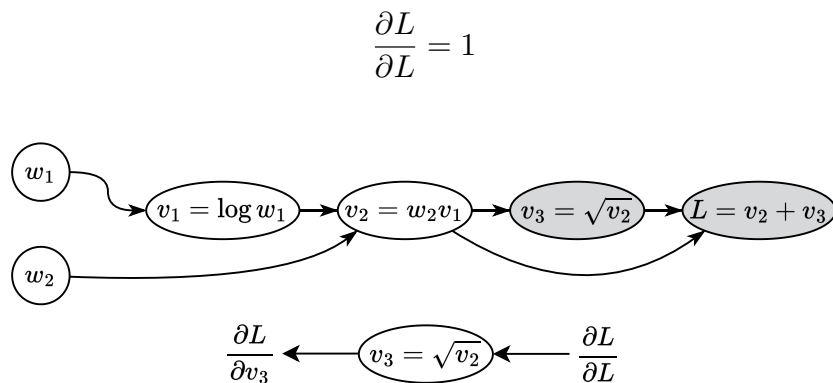 ∂L/∂L = 1
w₁
v₁ = log w₁
v₂ = w₂v₁
v₃ = √v₂
L = v₂ + v₃
w₂
∂L/∂v₃
v₃ = √v₂
∂L/∂L